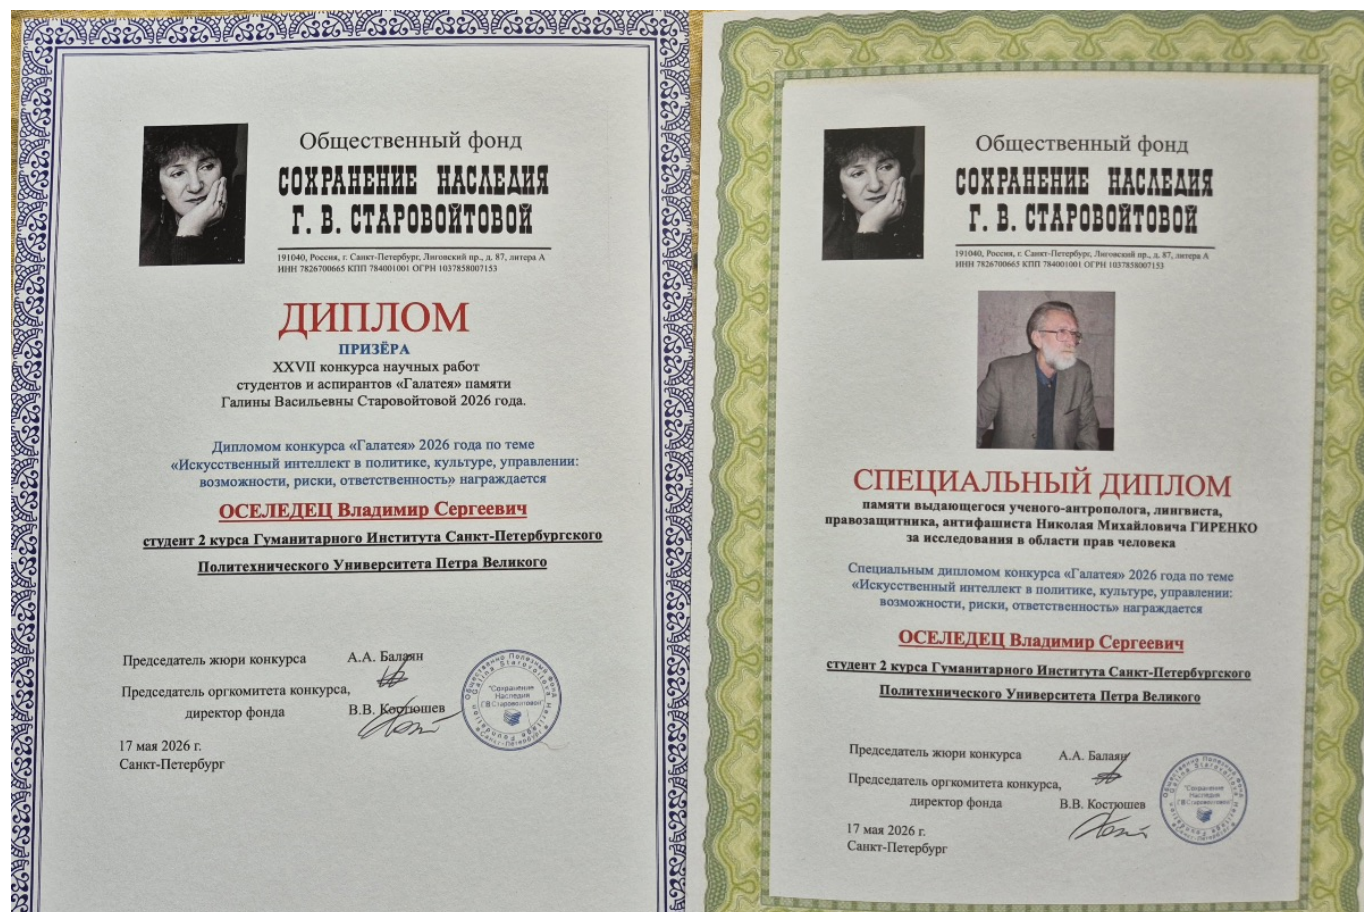 Общественный фонд
СОХРАНЕНИЕ НАСЛЕДИЯ
Г. В. СТАРОВОЙТОВОЙ
191040, Россия, г. Санкт-Петербург, Лиговский пр., д. 87, литера А
ИНН 7826700665 КПП 784001001 ОГРН 1037858007153
ДИПЛОМ
ПРИЗЁРА
XXVII конкурса научных работ
студентов и аспирантов «Галатея» памяти
Галины Васильевны Старовойтовой 2026 года.
Дипломом конкурса «Галатея» 2026 года по теме
«Искусственный интеллект в политике, культуре, управлении:
возможности, риски, ответственность» награждается
ОСЕЛЕДЕЦ Владимир Сергеевич
студент 2 курса Гуманитарного Института Санкт-Петербургского
Политехнического Университета Петра Великого
Председатель жюри конкурса А.А. Балаян
Председатель оргкомитета конкурса,
директор фонда В.В. Костюшев
17 мая 2026 г.
Санкт-Петербург
"Сохранение
Наследия
Г.В.Старовойтовой"
Общественный фонд
СОХРАНЕНИЕ НАСЛЕДИЯ
Г. В. СТАРОВОЙТОВОЙ
191040, Россия, г. Санкт-Петербург, Лиговский пр., д. 87, литера А
ИНН 7826700665 КПП 784001001 ОГРН 1037858007153
СПЕЦИАЛЬНЫЙ ДИПЛОМ
памяти выдающегося ученого-антрополога, лингвиста,
правозащитника, антифашиста Николая Михайловича ГИРЕНКО
за исследования в области прав человека
Специальным дипломом конкурса «Галатея» 2026 года по теме
«Искусственный интеллект в политике, культуре, управлении:
возможности, риски, ответственность» награждается
ОСЕЛЕДЕЦ Владимир Сергеевич
студент 2 курса Гуманитарного Института Санкт-Петербургского
Политехнического Университета Петра Великого
Председатель жюри конкурса А.А. Балаян
Председатель оргкомитета конкурса,
директор фонда В.В. Костюшев
17 мая 2026 г.
Санкт-Петербург
"Сохранение
Наследия
Г.В.Старовойтовой"